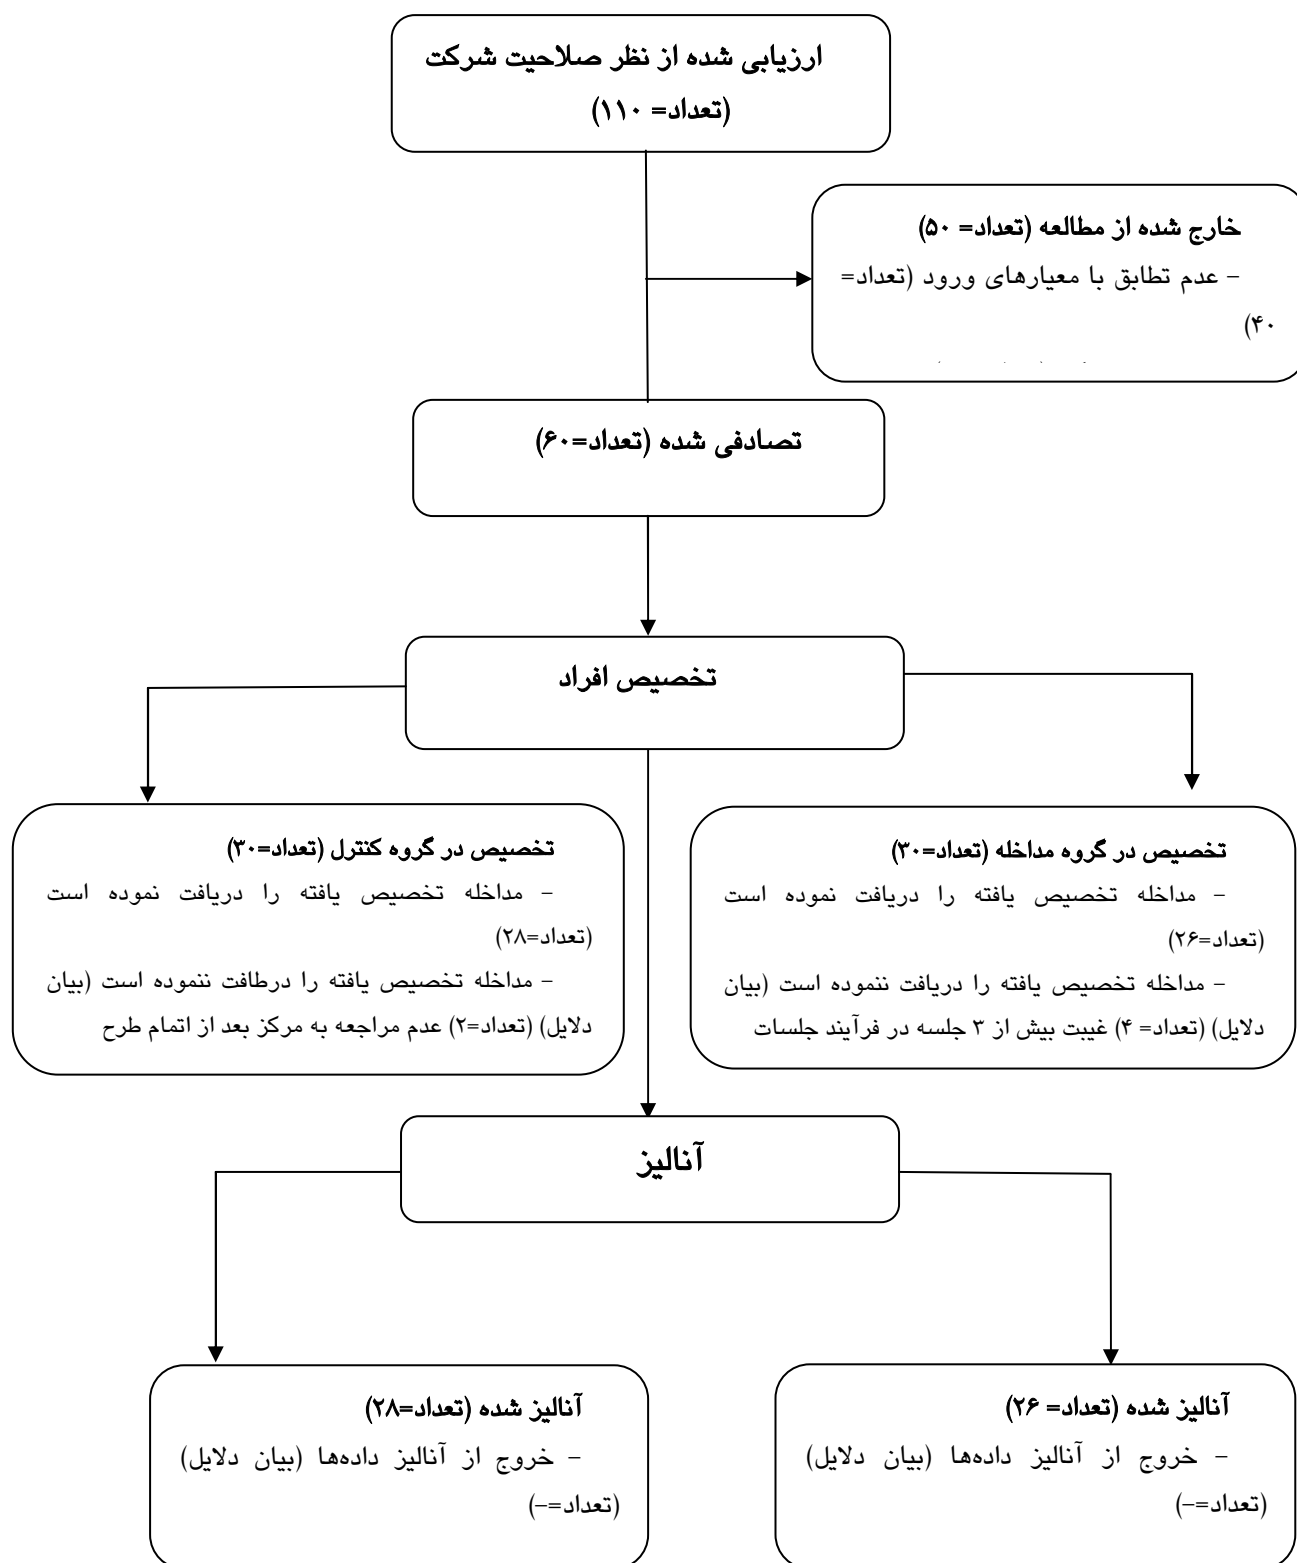 ارزیابی شده از نظر صلاحیت شرکت
(تعداد= ۱۱۰)
خارج شده از مطالعه (تعداد= ۵۰)
- عدم تطابق با معیارهای ورود (تعداد=
۴۰)
تصادفی شده (تعداد=۶۰)
تخصیص افراد
تخصیص در گروه مداخله (تعداد=۳۰)
- مداخله تخصیص یافته را دریافت نموده است
(تعداد=۲۶)
- مداخله تخصیص یافته را دریافت ننموده است (بیان
دلایل) (تعداد= ۴) غیبت بیش از ۳ جلسه در فرآیند جلسات
تخصیص در گروه کنترل (تعداد=۳۰)
- مداخله تخصیص یافته را دریافت نموده است
(تعداد=۲۸)
- مداخله تخصیص یافته را درطافت ننموده است (بیان
دلایل) (تعداد=۲) عدم مراجعه به مرکز بعد از اتمام طرح
آنالیز
آنالیز شده (تعداد= ۲۶)
- خروج از آنالیز داده‌ها (بیان دلایل)
(تعداد=-)
آنالیز شده (تعداد=۲۸)
- خروج از آنالیز داده‌ها (بیان دلایل)
(تعداد=-)